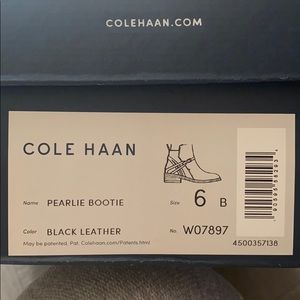 COLEHAAN.COM
COLE HAAN
Name PEARLIE BOOTIE Size 6 B
Color BLACK LEATHER No. W07897
May be patented. Pat. Colehaan.com/Patents.html
4500357138